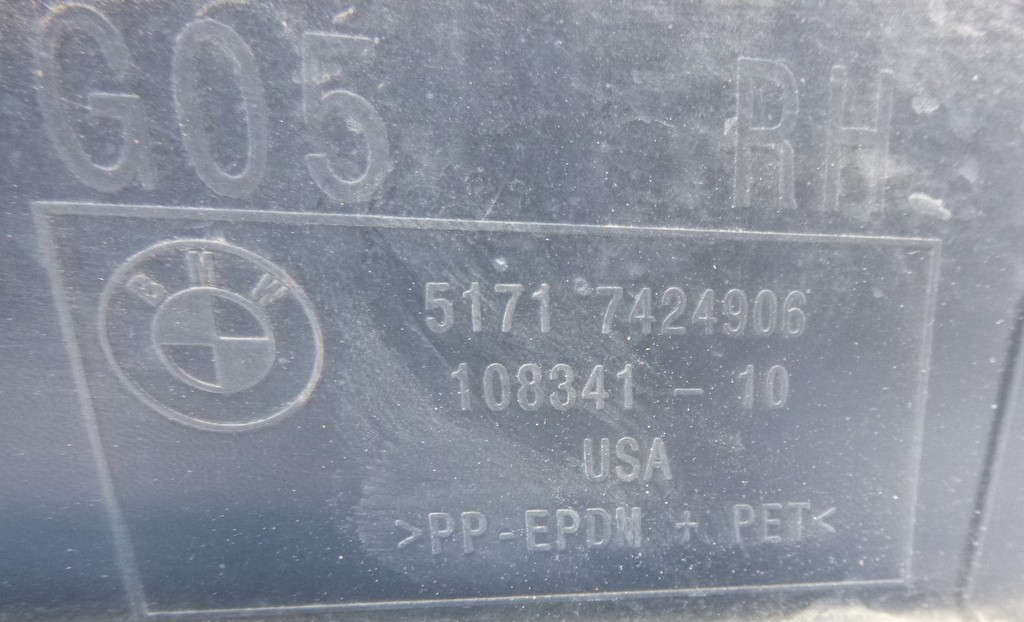 G05 RH
BMW
5171 7424906
108341 - 10
USA
>PP-EPDM + PET<